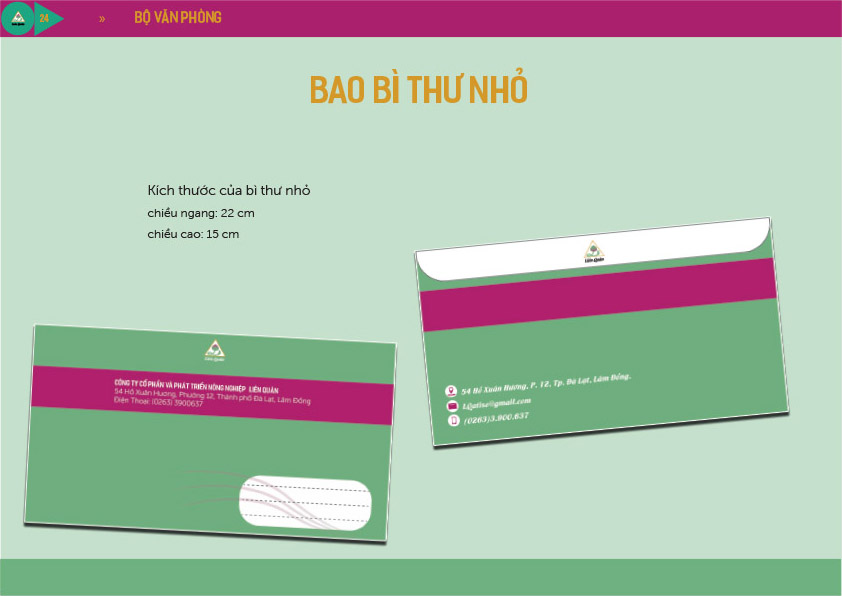 Liên Quân
24
»
BỘ VĂN PHÒNG
BAO BÌ THƯ NHỎ
Kích thước của bì thư nhỏ
chiều ngang: 22 cm
chiều cao: 15 cm
Liên Quân
Liên Quân
CÔNG TY CỔ PHẦN VÀ PHÁT TRIỂN NÔNG NGHIỆP LIÊN QUÂN
54 Hồ Xuân Hương, Phường 12, Thành phố Đà Lạt, Lâm Đồng
Điện Thoại: (0263) 3900637
54 Hồ Xuân Hương, P. 12, Tp. Đà Lạt, Lâm Đồng.
(0263)3.900.637